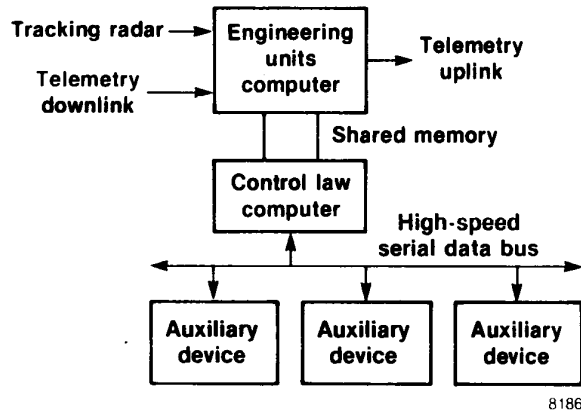 Tracking radar
Engineering
units
computer
Telemetry
uplink
Telemetry
downlink
Shared memory
Control law
computer
High-speed
serial data bus
Auxiliary
device
Auxiliary
device
Auxiliary
device
8186